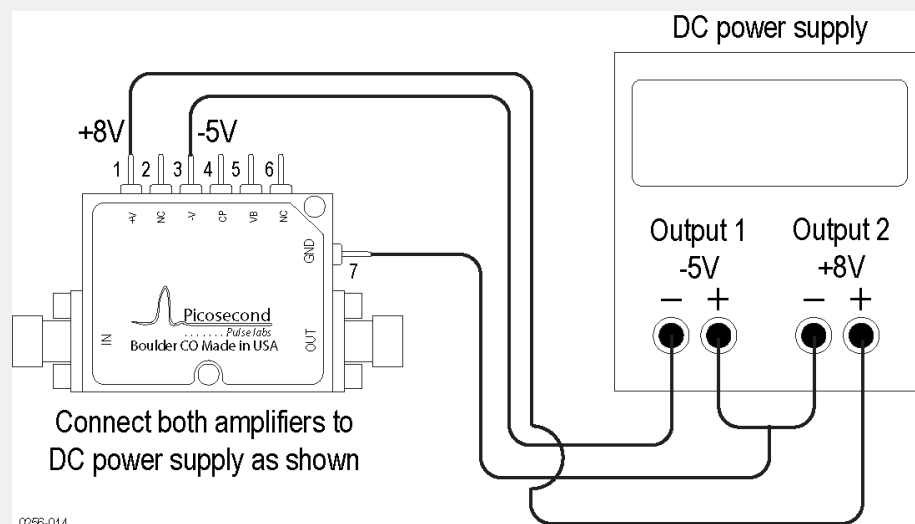 DC power supply
+8V
-5V
1 2 3 4 5 6
+V NC -V CP VB NC
GND
7
Output 1
-5V
− +
Output 2
+8V
− +
IN
OUT
Picosecond
....... Pulse labs
Boulder CO Made in USA
Connect both amplifiers to
DC power supply as shown
0256-014